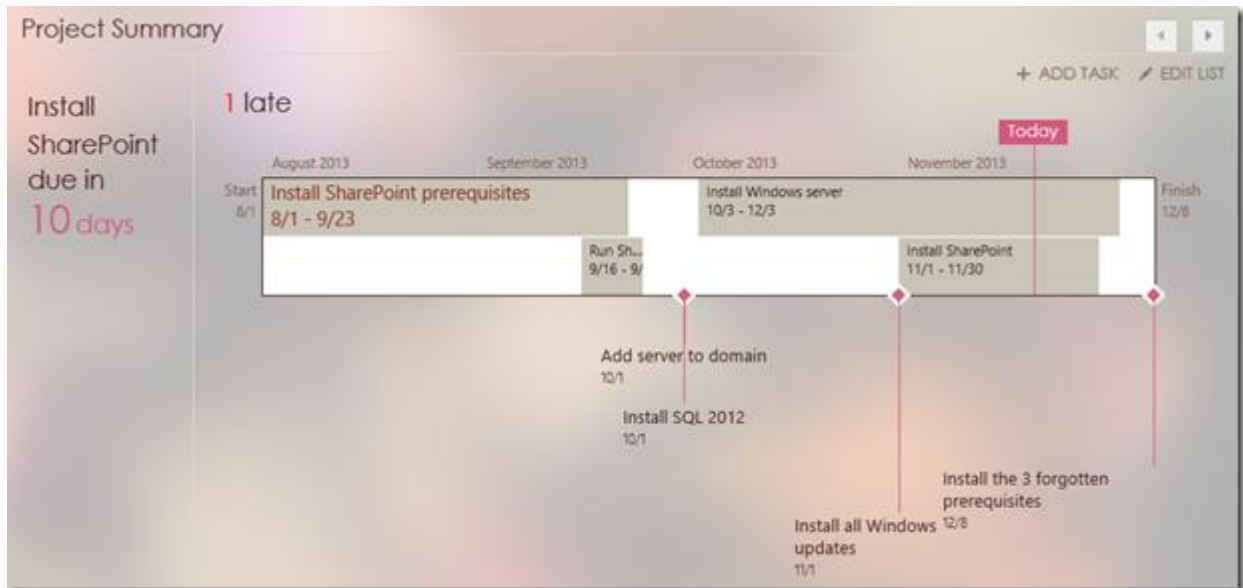 Project Summary
+ ADD TASK EDIT LIST
Install
SharePoint
due in
10 days
1 late
Today
August 2013 September 2013 October 2013 November 2013
Start
8/1
Install SharePoint prerequisites
8/1 - 9/23
Install Windows server
10/3 - 12/3
Finish
12/8
Run Sh...
9/16 - 9/
Install SharePoint
11/1 - 11/30
Add server to domain
10/1
Install SQL 2012
10/1
Install the 3 forgotten
prerequisites
12/8
Install all Windows
updates
11/1